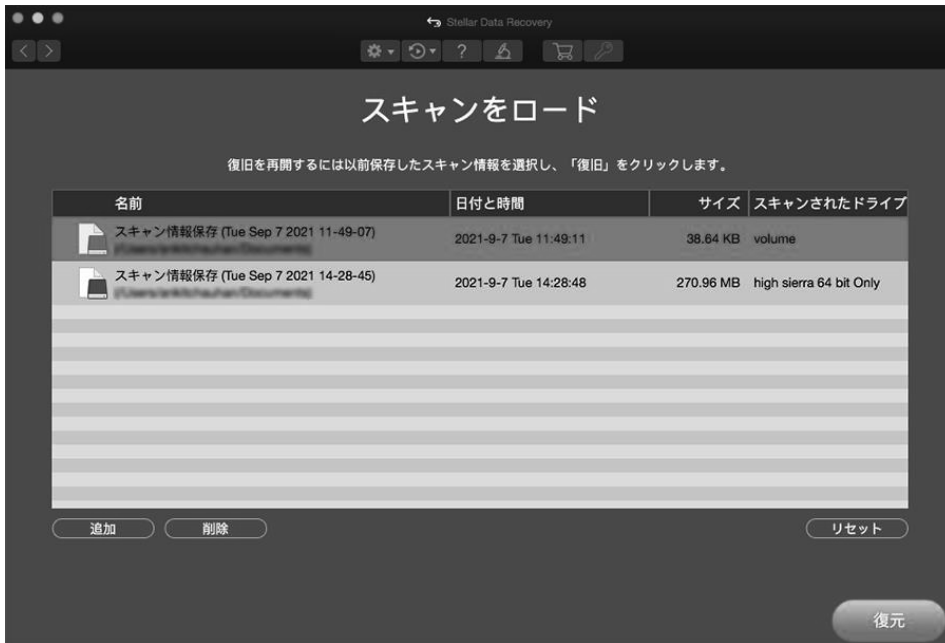 Stellar Data Recovery
スキャンをロード
復旧を再開するには以前保存したスキャン情報を選択し、「復旧」をクリックします。
名前 日付と時間 サイズ スキャンされたドライブ
スキャン情報保存 (Tue Sep 7 2021 11-49-07)
2021-9-7 Tue 11:49:11 38.64 KB volume
スキャン情報保存 (Tue Sep 7 2021 14-28-45)
2021-9-7 Tue 14:28:48 270.96 MB high sierra 64 bit Only
追加 削除 リセット
復元